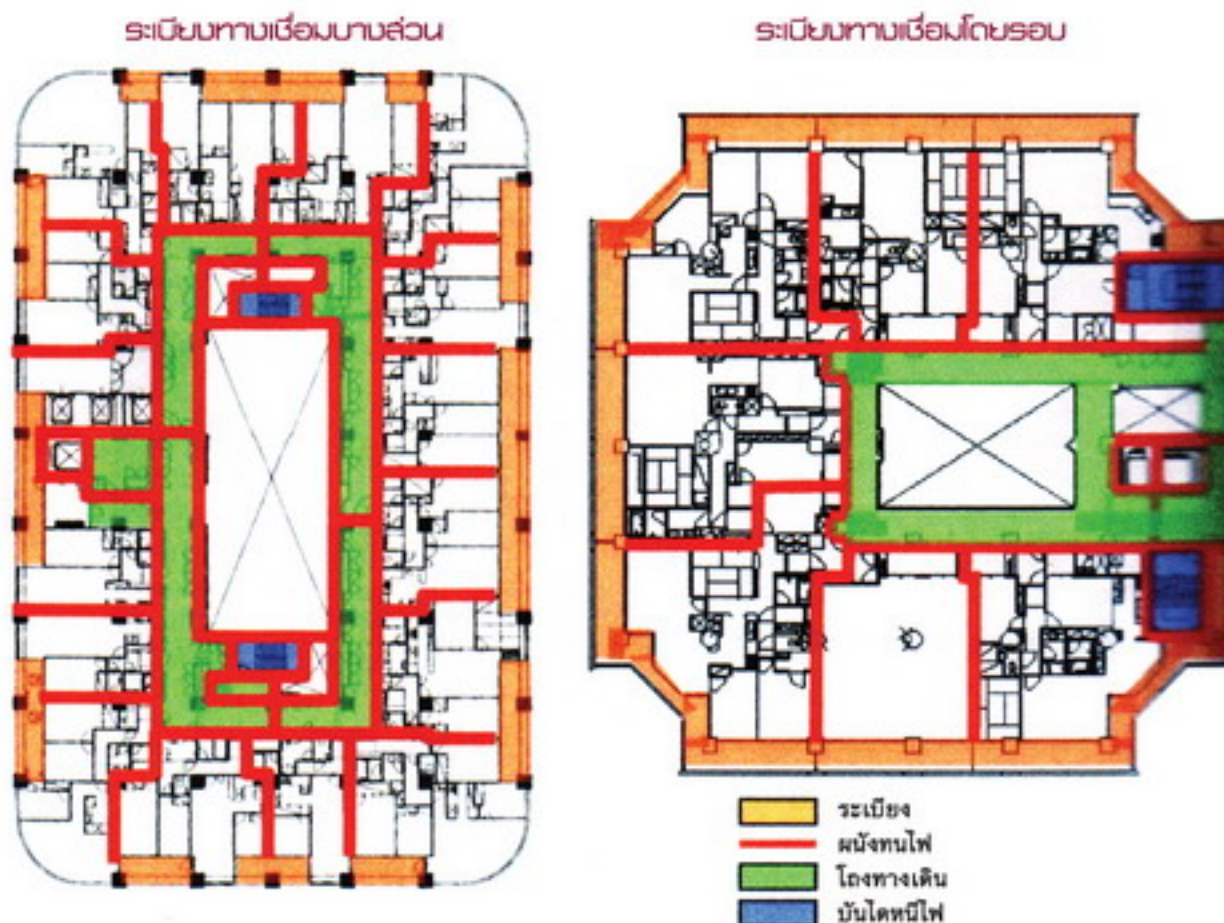 ระเบียงทางเชื่อมบางส่วน
ระเบียงทางเชื่อมโดยรอบ
ระเบียง
ผนังทนไฟ
โถงทางเดิน
บันไดหนีไฟ